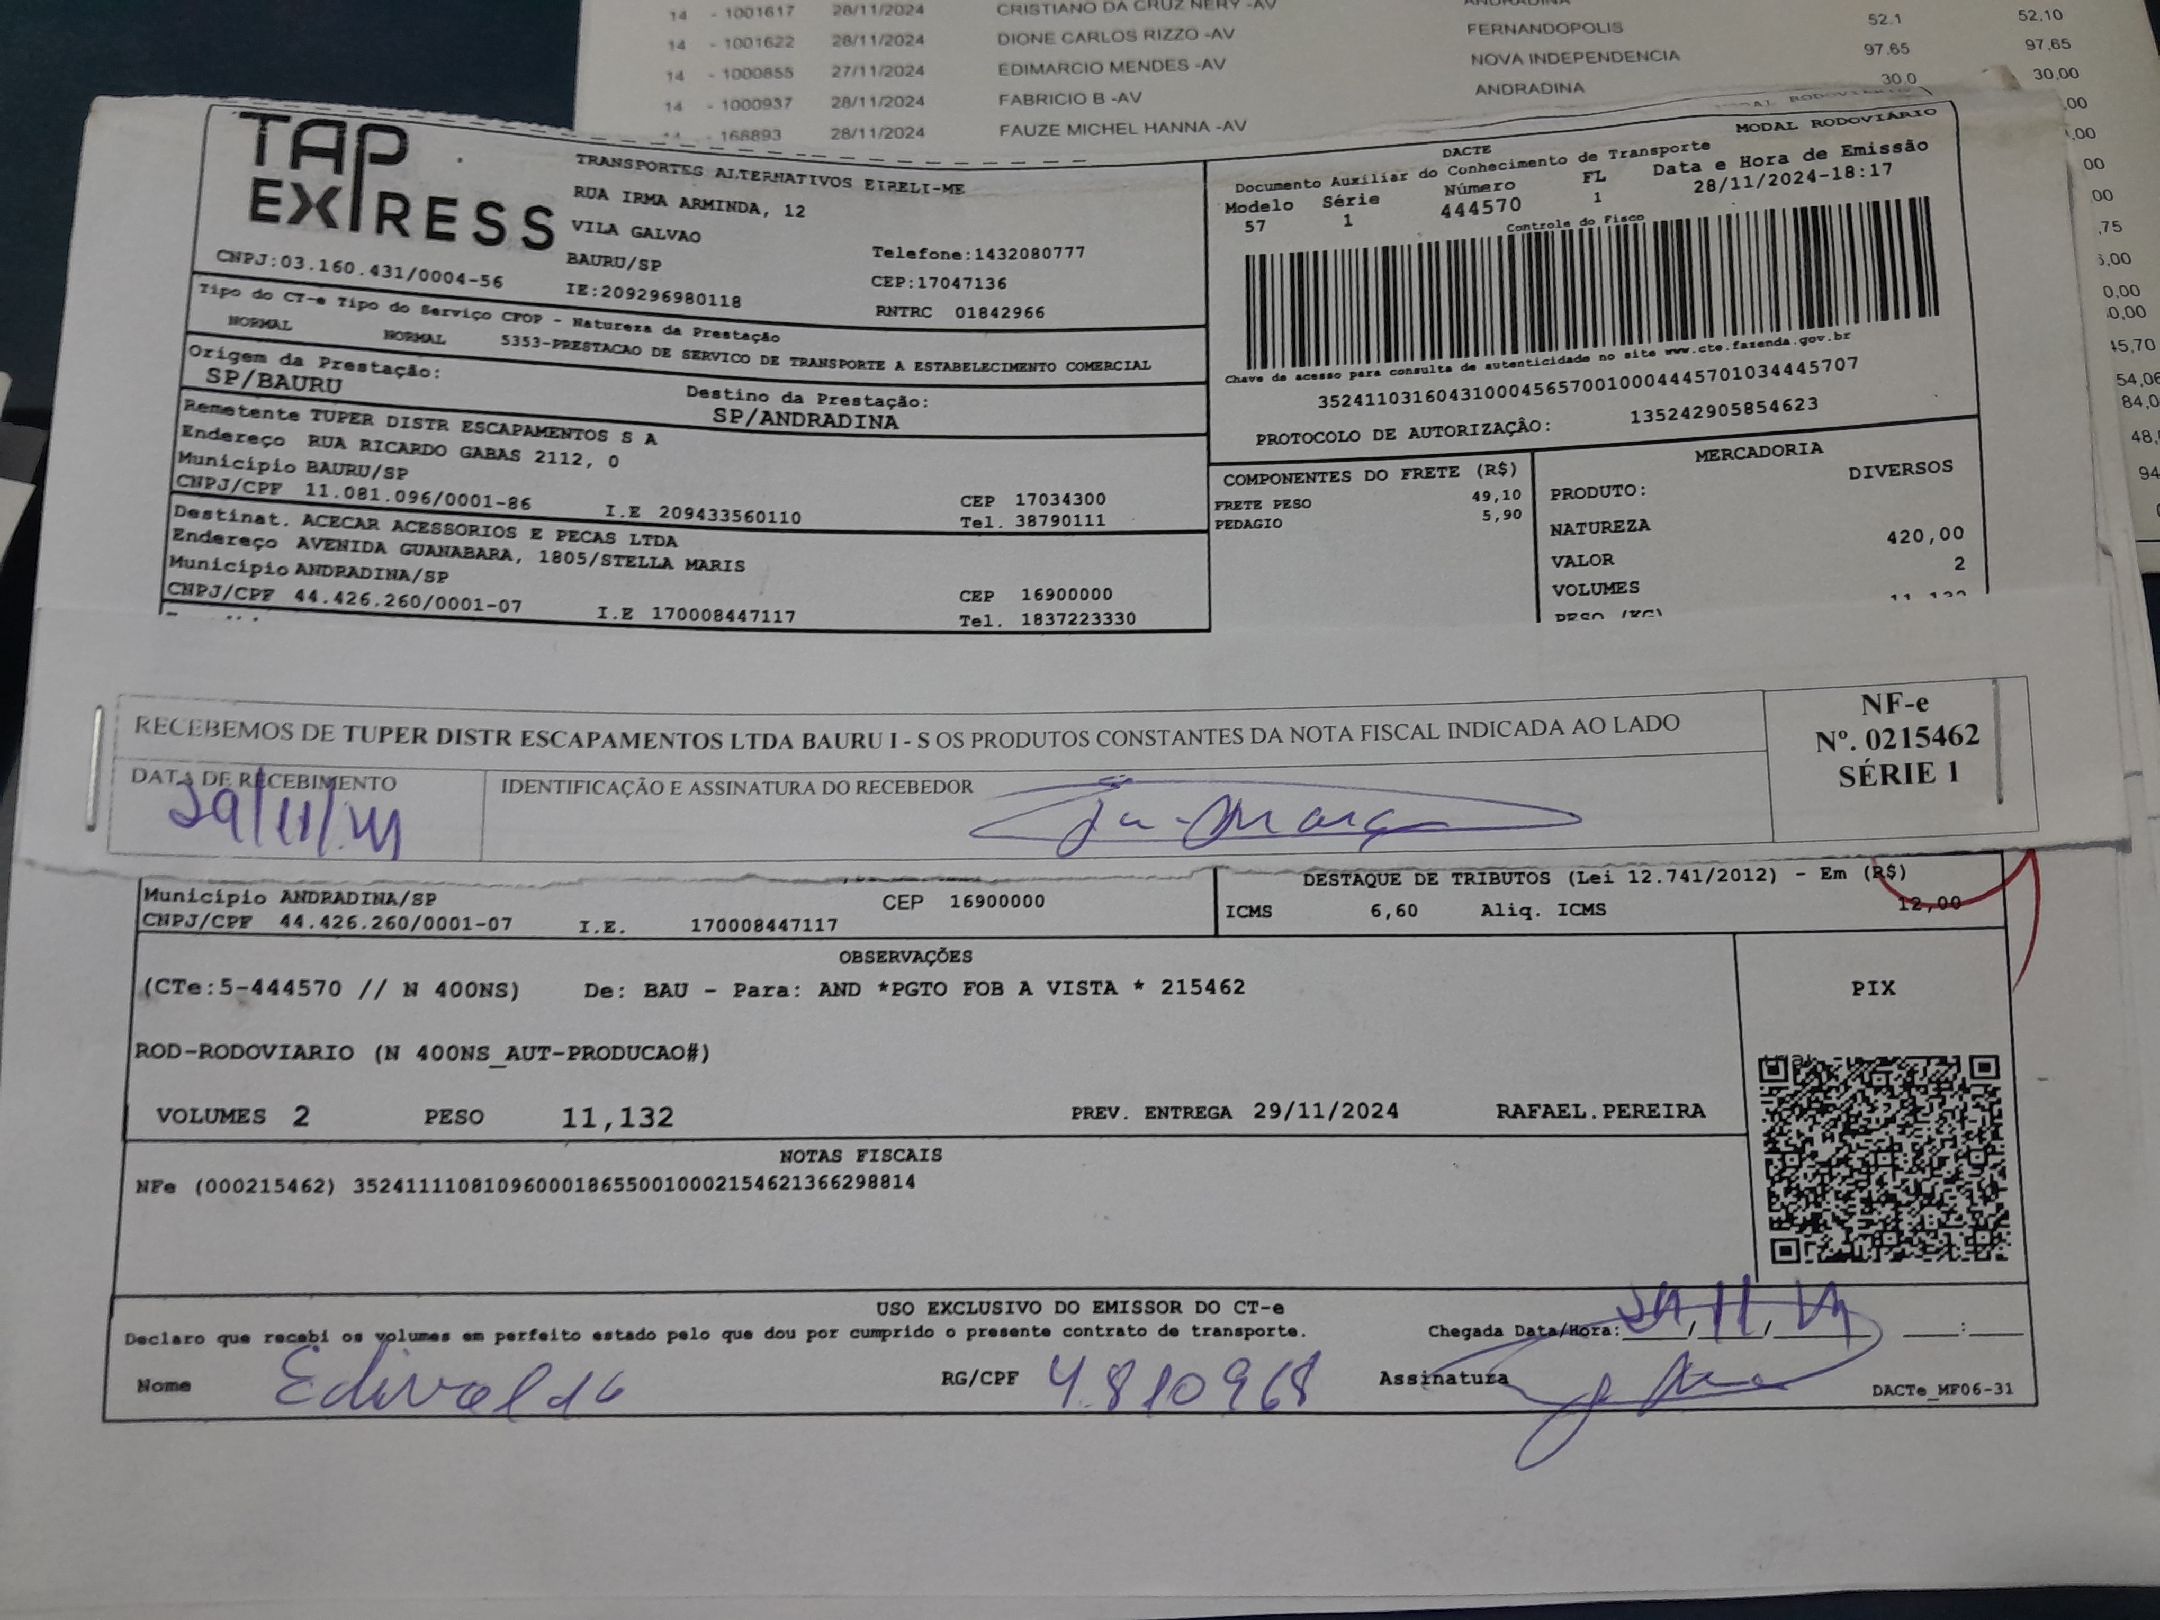 14 - 1001617 28/11/2024 CRISTIANO DA CRUZ NERY -AV ANDRADINA
14 - 1001622 28/11/2024 DIONE CARLOS RIZZO -AV FERNANDOPOLIS 52,1 52,10
14 - 1000855 27/11/2024 EDIMARCIO MENDES -AV NOVA INDEPENDENCIA 97,65 97,65
14 - 1000937 28/11/2024 FABRICIO B -AV ANDRADINA 30,0 30,00
- 168893 28/11/2024 FAUZE MICHEL HANNA -AV
TAP EXPRESS
TRANSPORTES ALTERNATIVOS EIRELI-ME
RUA IRMA ARMINDA, 12
VILA GALVAO
BAURU/SP Telefone:1432080777
CNPJ:03.160.431/0004-56 IE:209296980118 CEP:17047136
RNTRC 01842966
Tipo do CT-e Tipo do Serviço CFOP - Natureza da Prestação
NORMAL NORMAL 5353-PRESTACAO DE SERVICO DE TRANSPORTE A ESTABELECIMENTO COMERCIAL
Origem da Prestação: Destino da Prestação:
SP/BAURU SP/ANDRADINA
Remetente TUPER DISTR ESCAPAMENTOS S A
Endereço RUA RICARDO GABAS 2112, 0
Município BAURU/SP CEP 17034300
CNPJ/CPF 11.081.096/0001-86 I.E 209433560110 Tel. 38790111
Destinat. ACECAR ACESSORIOS E PECAS LTDA
Endereço AVENIDA GUANABARA, 1805/STELLA MARIS
Município ANDRADINA/SP CEP 16900000
CNPJ/CPF 44.426.260/0001-07 I.E 170008447117 Tel. 1837223330
DACTE MODAL RODOVIÁRIO
Documento Auxiliar do Conhecimento de Transporte
Modelo Série Número FL Data e Hora de Emissão
57 1 444570 1 28/11/2024-18:17
Controle do Fisco
Chave de acesso para consulta de autenticidade no site www.cte.fazenda.gov.br
35241103160431000456570010004445701034445707
PROTOCOLO DE AUTORIZAÇÃO: 135242905854623
COMPONENTES DO FRETE (R$)
FRETE PESO 49,10
PEDAGIO 5,90
MERCADORIA
PRODUTO: DIVERSOS
NATUREZA
VALOR 420,00
VOLUMES 2
PESO (KG) 11,132
RECEBEMOS DE TUPER DISTR ESCAPAMENTOS LTDA BAURU I - S OS PRODUTOS CONSTANTES DA NOTA FISCAL INDICADA AO LADO
DATA DE RECEBIMENTO IDENTIFICAÇÃO E ASSINATURA DO RECEBEDOR
29/11/24
NF-e
Nº. 0215462
SÉRIE 1
Município ANDRADINA/SP CEP 16900000
CNPJ/CPF 44.426.260/0001-07 I.E. 170008447117
DESTAQUE DE TRIBUTOS (Lei 12.741/2012) - Em (R$)
ICMS 6,60 Aliq. ICMS 12,00
OBSERVAÇÕES
(CTe:5-444570 // N 400NS) De: BAU - Para: AND *PGTO FOB A VISTA * 215462
PIX
ROD-RODOVIARIO (N 400NS_AUT-PRODUCAO#)
VOLUMES 2 PESO 11,132 PREV. ENTREGA 29/11/2024 RAFAEL.PEREIRA
NOTAS FISCAIS
NFe (000215462) 35241111081096000186550010002154621366298814
USO EXCLUSIVO DO EMISSOR DO CT-e
Declaro que recebi os volumes em perfeito estado pelo que dou por cumprido o presente contrato de transporte. Chegada Data/Hora: 29/11/24 :
Nome Edivaldo RG/CPF 4.810968 Assinatura
DACTe_MF06-31